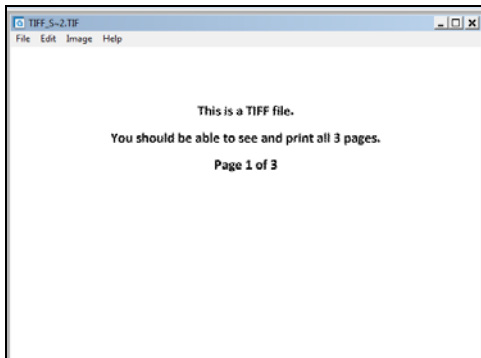 TIFF_S~2.TIF
File Edit Image Help
This is a TIFF file.
You should be able to see and print all 3 pages.
Page 1 of 3